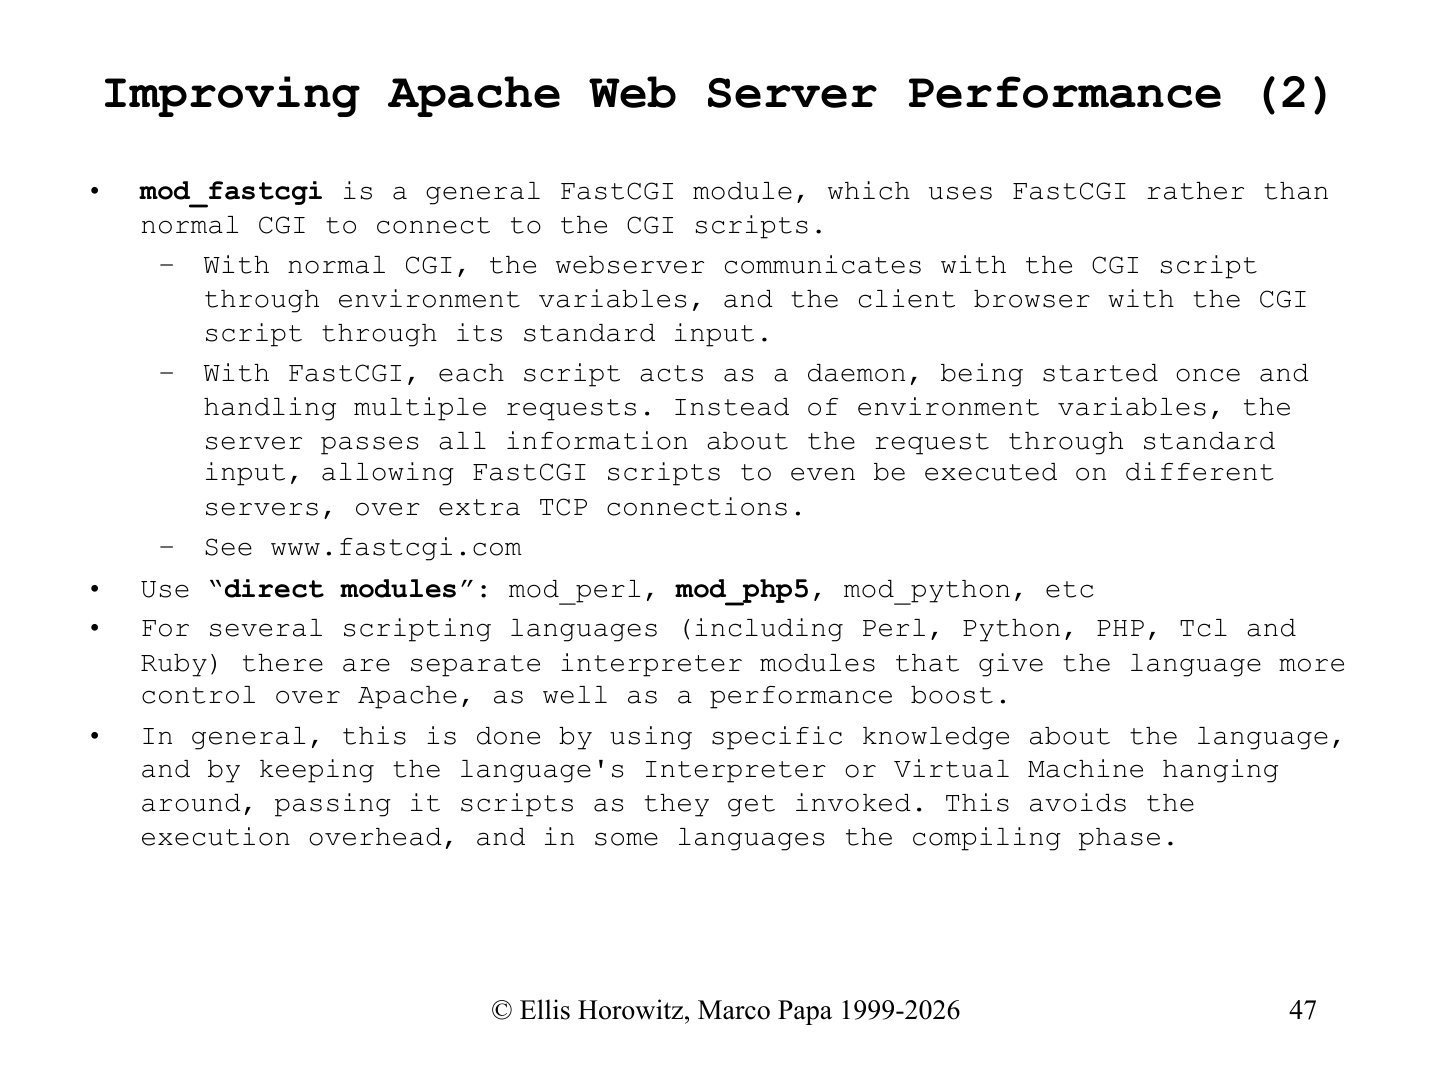 Improving Apache Web Server Performance (2)
• mod_fastcgi is a general FastCGI module, which uses FastCGI rather than
normal CGI to connect to the CGI scripts.
– With normal CGI, the webserver communicates with the CGI script
through environment variables, and the client browser with the CGI
script through its standard input.
– With FastCGI, each script acts as a daemon, being started once and
handling multiple requests. Instead of environment variables, the
server passes all information about the request through standard
input, allowing FastCGI scripts to even be executed on different
servers, over extra TCP connections.
– See www.fastcgi.com
• Use “direct modules”: mod_perl, mod_php5, mod_python, etc
• For several scripting languages (including Perl, Python, PHP, Tcl and
Ruby) there are separate interpreter modules that give the language more
control over Apache, as well as a performance boost.
• In general, this is done by using specific knowledge about the language,
and by keeping the language's Interpreter or Virtual Machine hanging
around, passing it scripts as they get invoked. This avoids the
execution overhead, and in some languages the compiling phase.
© Ellis Horowitz, Marco Papa 1999-2026
47